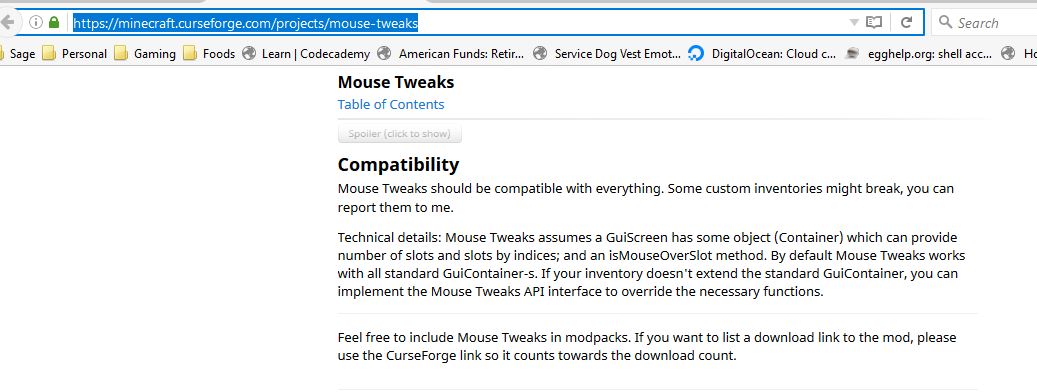 https://minecraft.curseforge.com/projects/mouse-tweaks
Search
Sage Personal Gaming Foods Learn | Codecademy American Funds: Retir... Service Dog Vest Emot... DigitalOcean: Cloud c... egghelp.org: shell acc...
Mouse Tweaks
Table of Contents
Spoiler (click to show)
Compatibility
Mouse Tweaks should be compatible with everything. Some custom inventories might break, you can
report them to me.
Technical details: Mouse Tweaks assumes a GuiScreen has some object (Container) which can provide
number of slots and slots by indices; and an isMouseOverSlot method. By default Mouse Tweaks works
with all standard GuiContainer-s. If your inventory doesn't extend the standard GuiContainer, you can
implement the Mouse Tweaks API interface to override the necessary functions.
Feel free to include Mouse Tweaks in modpacks. If you want to list a download link to the mod, please
use the CurseForge link so it counts towards the download count.